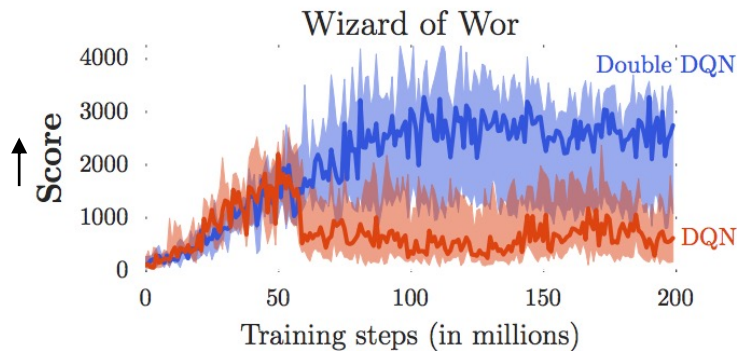 Wizard of Wor
4000
3000
2000
1000
0
Score
Double DQN
DQN
0 50 100 150 200
Training steps (in millions)